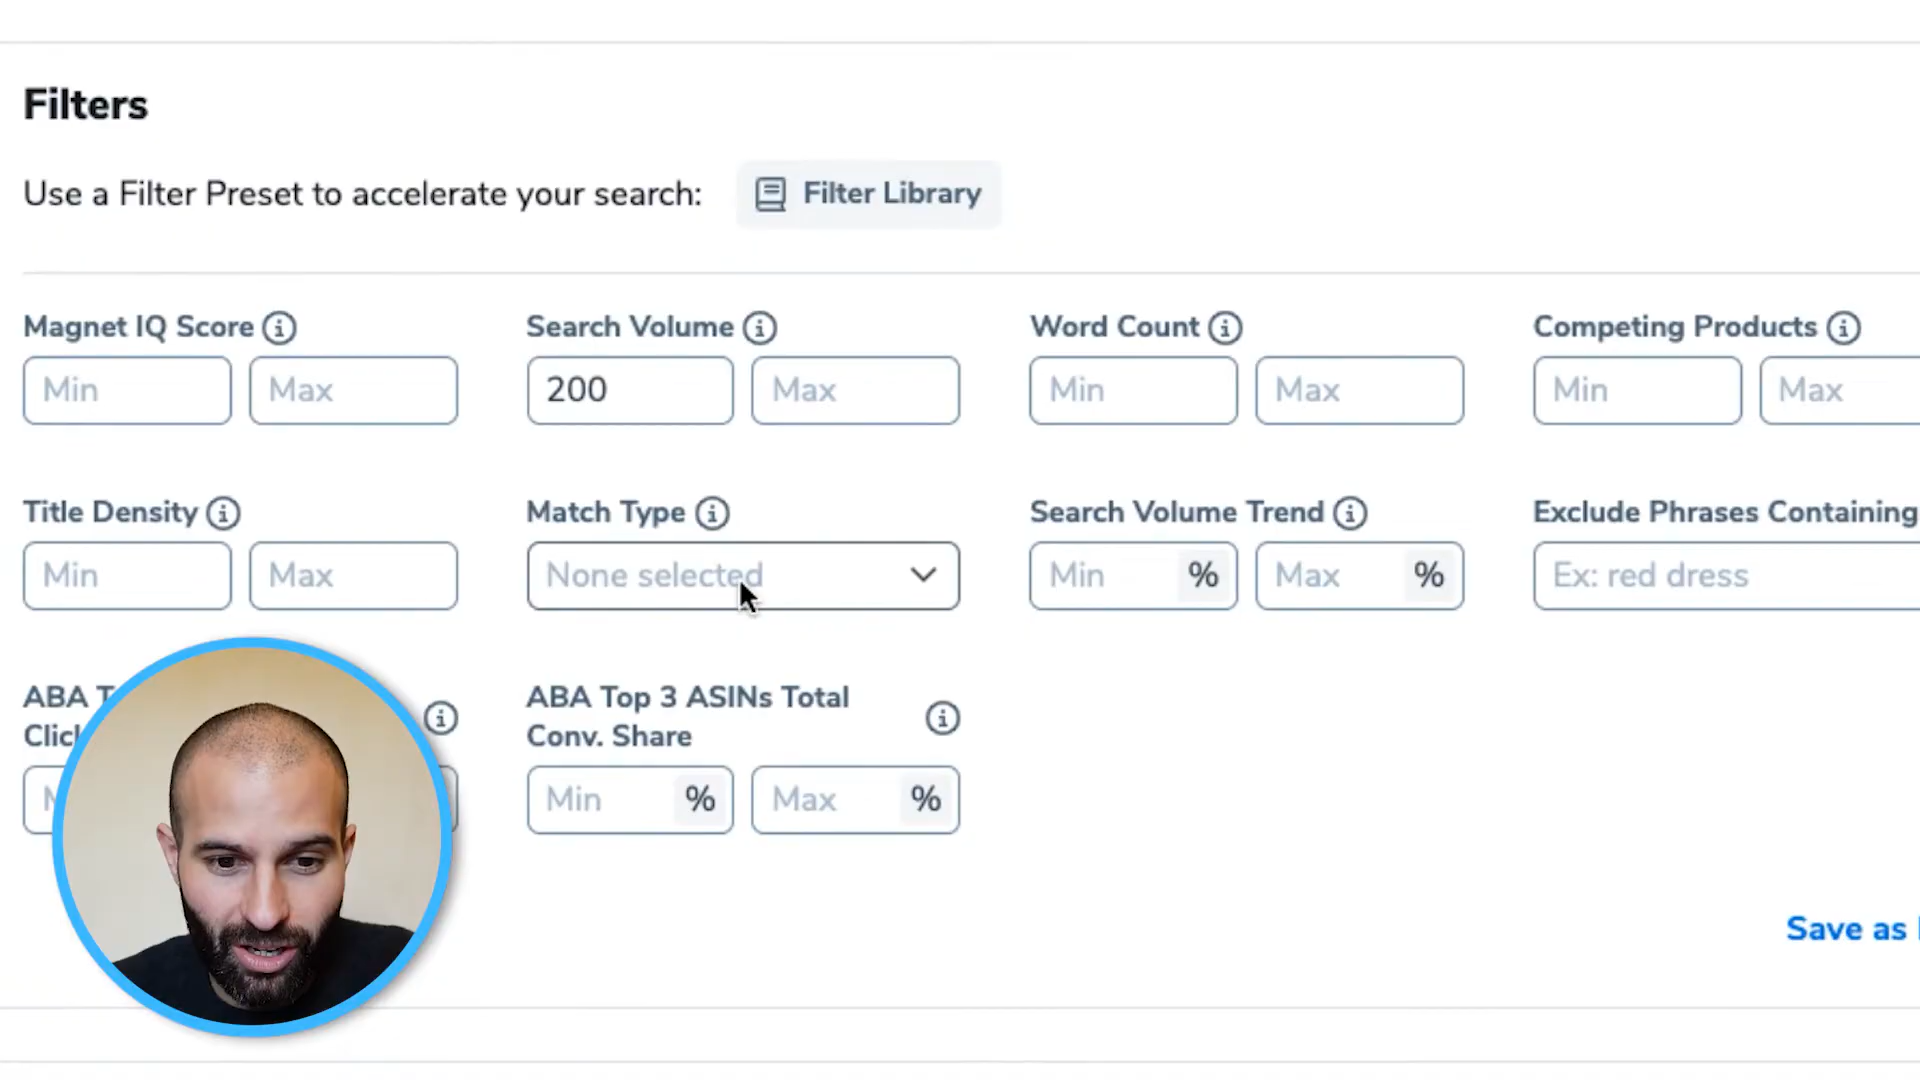 Filters
Use a Filter Preset to accelerate your search: Filter Library
Magnet IQ Score Search Volume Word Count Competing Products
Min Max 200 Max Min Max Min Max
Title Density Match Type Search Volume Trend Exclude Phrases Containing
Min Max None selected Min % Max % Ex: red dress
ABA ABA Top 3 ASINs Total
Conv. Share
Min % Max %
Save as